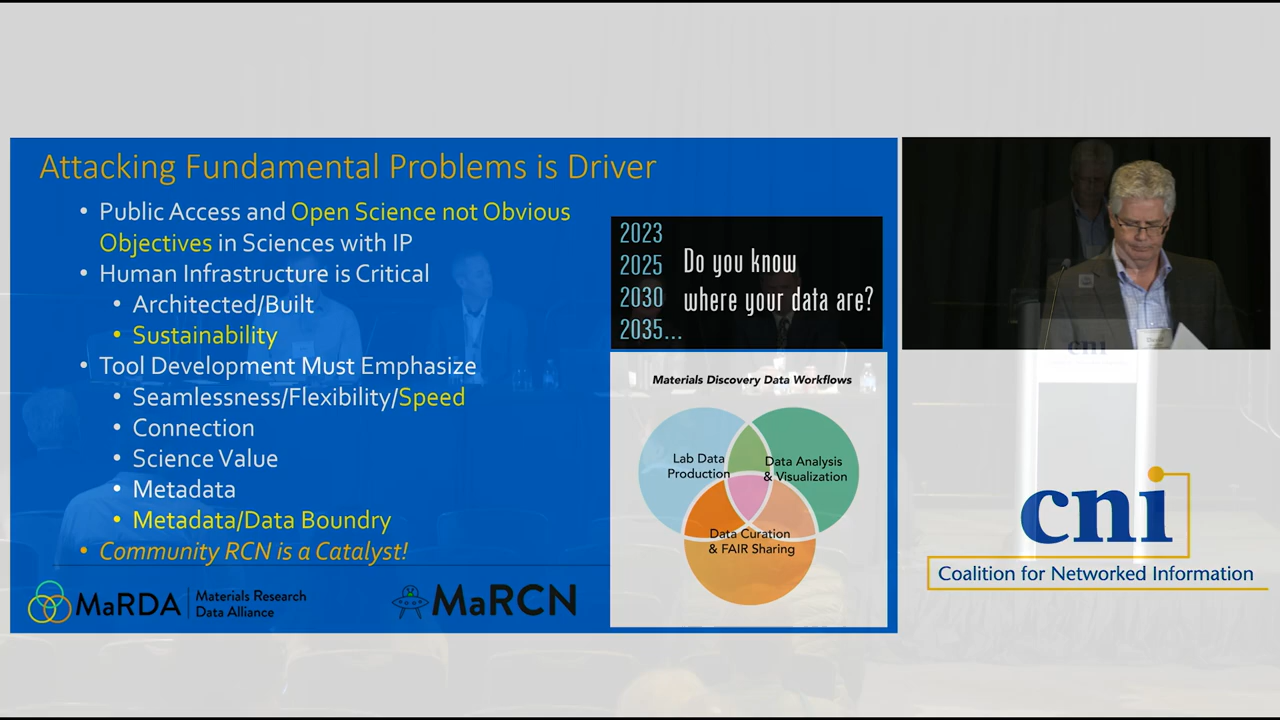 Attacking Fundamental Problems is Driver
• Public Access and Open Science not Obvious
Objectives in Sciences with IP
• Human Infrastructure is Critical
• Architected/Built
• Sustainability
• Tool Development Must Emphasize
• Seamlessness/Flexibility/Speed
• Connection
• Science Value
• Metadata
• Metadata/Data Boundry
• Community RCN is a Catalyst!
MaRDA
Materials Research
Data Alliance
MaRCN
2023
2025
2030
2035...
Do you know
where your data are?
Materials Discovery Data Workflows
Lab Data
Production
Data Analysis
& Visualization
Data Curation
& FAIR Sharing
cni
cni
Coalition for Networked Information